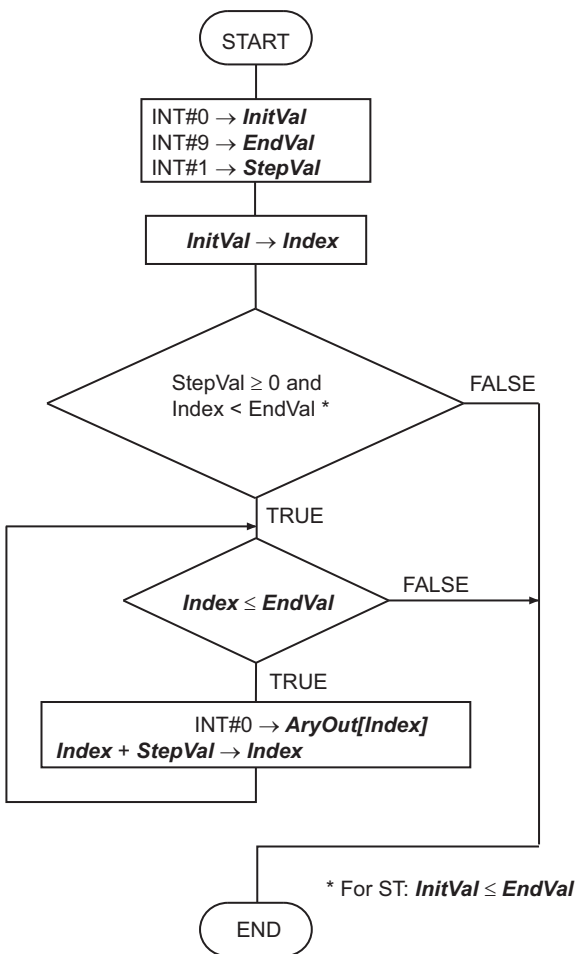 START
INT#0 → InitVal
INT#9 → EndVal
INT#1 → StepVal
InitVal → Index
StepVal ≥ 0 and
Index < EndVal *
FALSE
TRUE
Index ≤ EndVal
FALSE
TRUE
INT#0 → AryOut[Index]
Index + StepVal → Index
* For ST: InitVal ≤ EndVal
END